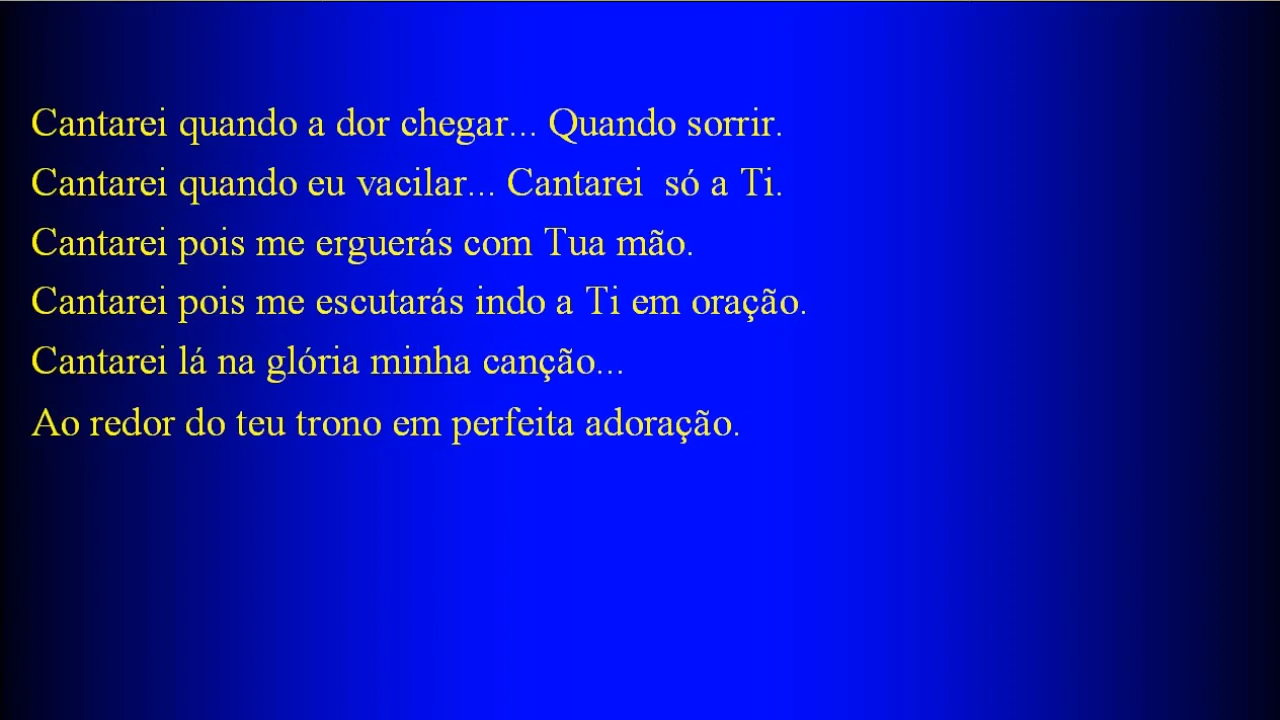 Cantarei quando a dor chegar... Quando sorrir.
Cantarei quando eu vacilar... Cantarei  só a Ti.
Cantarei pois me erguerás com Tua mão.
Cantarei pois me escutarás indo a Ti em oração.
Cantarei lá na glória minha canção...
Ao redor do teu trono em perfeita adoração.